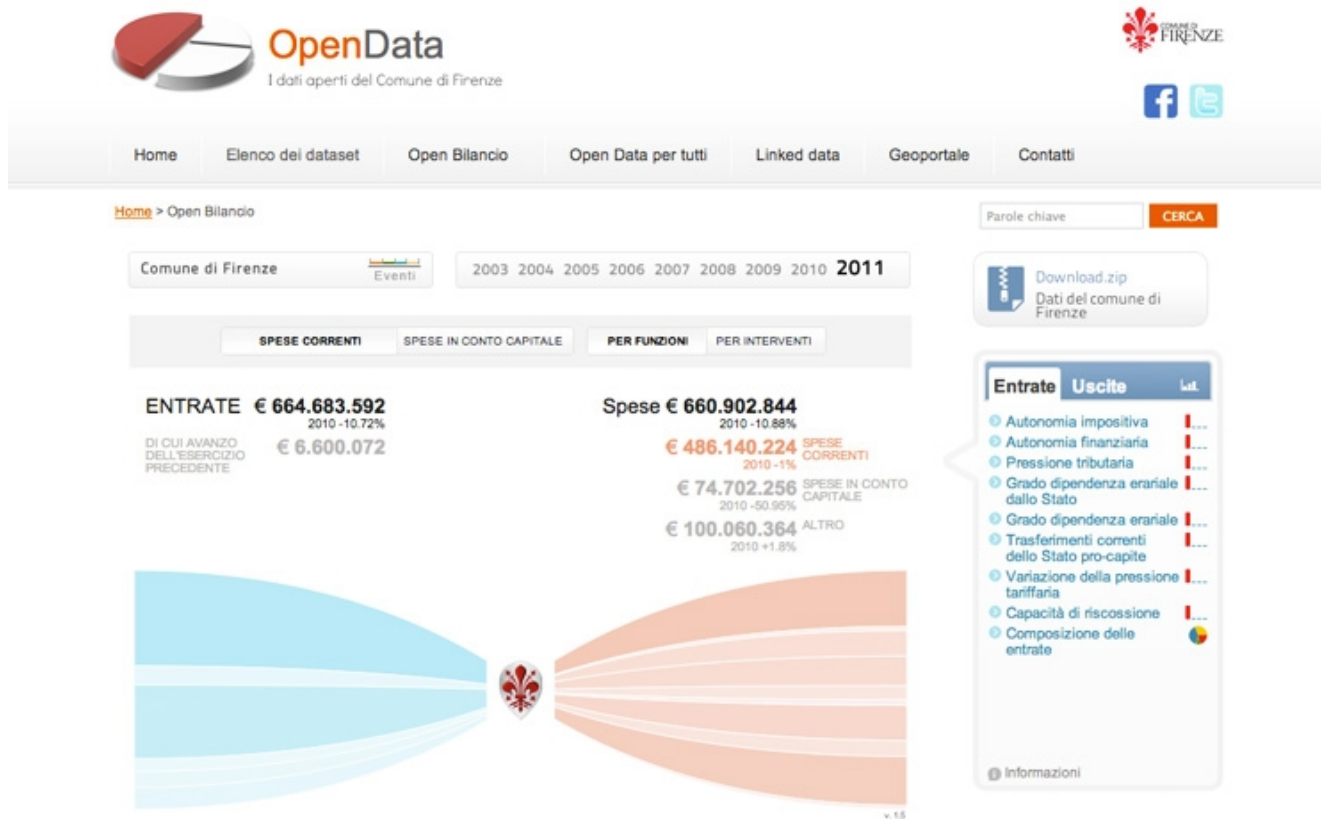 OpenData
I dati aperti del Comune di Firenze
COMUNE DI
FIRENZE
Home Elenco dei dataset Open Bilancio Open Data per tutti Linked data Geoportale Contatti
Home > Open Bilancio
Parole chiave CERCA
Comune di Firenze Eventi 2003 2004 2005 2006 2007 2008 2009 2010 2011
Download.zip
Dati del comune di
Firenze
SPESE CORRENTI SPESE IN CONTO CAPITALE PER FUNZIONI PER INTERVENTI
ENTRATE € 664.683.592
2010 -10.72%
DI CUI AVANZO
DELL'ESERCIZIO
PRECEDENTE
€ 6.600.072
Spese € 660.902.844
2010 -10.88%
€ 486.140.224 SPESE
CORRENTI
2010 -1%
€ 74.702.256 SPESE IN CONTO
CAPITALE
2010 -50.95%
€ 100.060.364 ALTRO
2010 +1.8%
v. 1.5
Entrate Uscite
Autonomia impositiva
Autonomia finanziaria
Pressione tributaria
Grado dipendenza erariale
dallo Stato
Grado dipendenza erariale
Trasferimenti correnti
dello Stato pro-capite
Variazione della pressione
tariffaria
Capacità di riscossione
Composizione delle
entrate
Informazioni